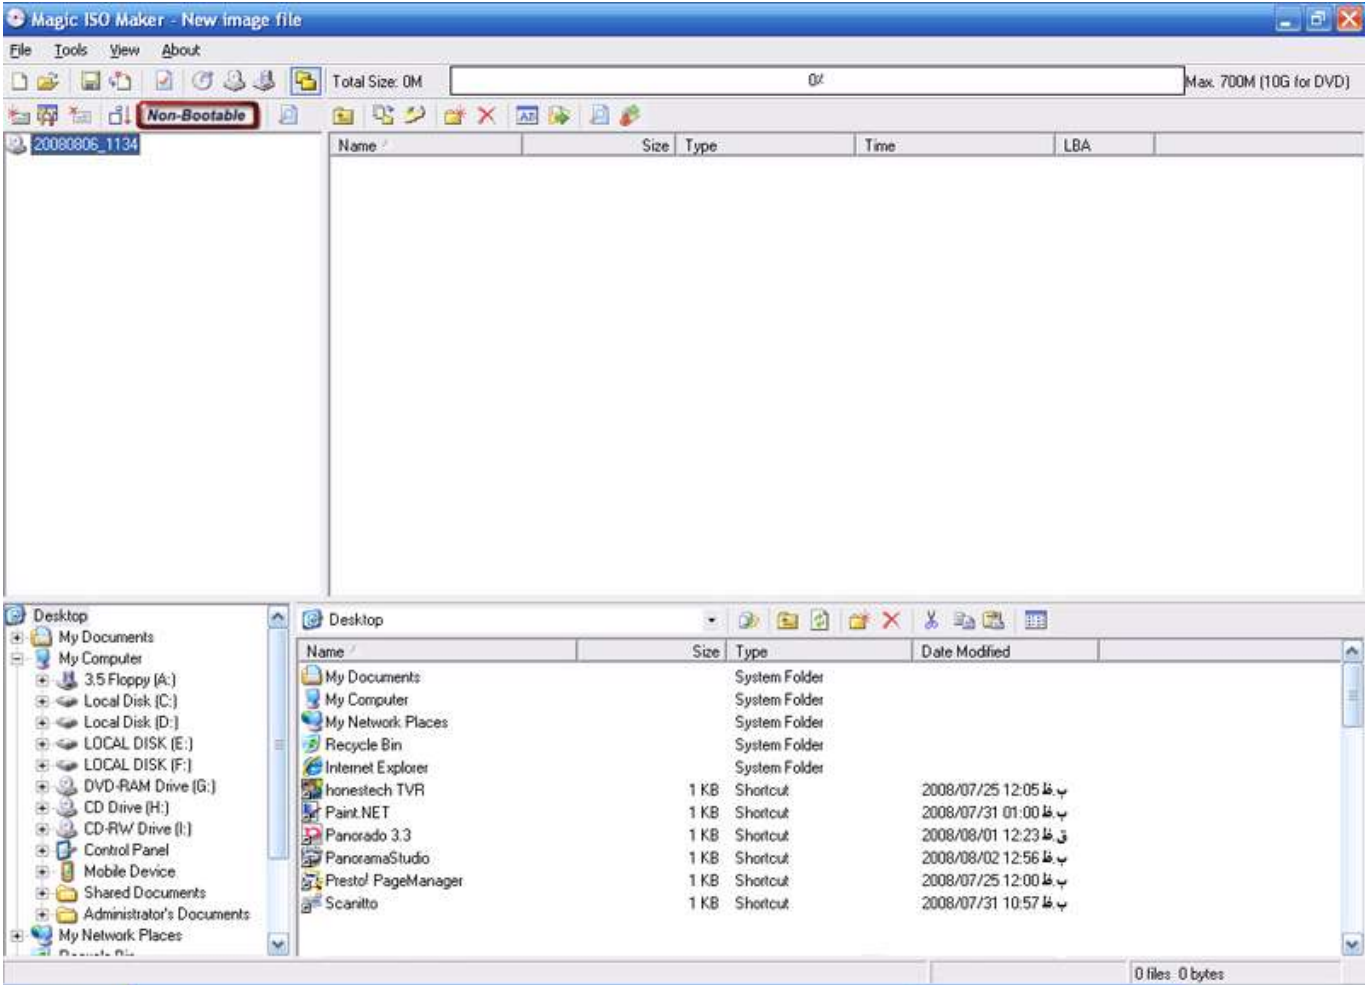 Magic ISO Maker - New image file
File Tools View About
Total Size: 0M 0% Max. 700M (10G for DVD)
Non-Bootable
20080806_1134
Name Size Type Time LBA
Desktop
My Documents
My Computer
3.5 Floppy (A:)
Local Disk (C:)
Local Disk (D:)
LOCAL DISK (E:)
LOCAL DISK (F:)
DVD-RAM Drive (G:)
CD Drive (H:)
CD-RW Drive (I:)
Control Panel
Mobile Device
Shared Documents
Administrator's Documents
My Network Places
Recycle Bin
Desktop
Name Size Type Date Modified
My Documents System Folder
My Computer System Folder
My Network Places System Folder
Recycle Bin System Folder
Internet Explorer System Folder
honestech TVR 1 KB Shortcut 2008/07/25 12:05 ب.ظ
Paint.NET 1 KB Shortcut 2008/07/31 01:00 ب.ظ
Panorado 3.3 1 KB Shortcut 2008/08/01 12:23 ق.ظ
PanoramaStudio 1 KB Shortcut 2008/08/02 12:56 ب.ظ
Presto! PageManager 1 KB Shortcut 2008/07/25 12:00 ب.ظ
Scanitto 1 KB Shortcut 2008/07/31 10:57 ب.ظ
0 files 0 bytes